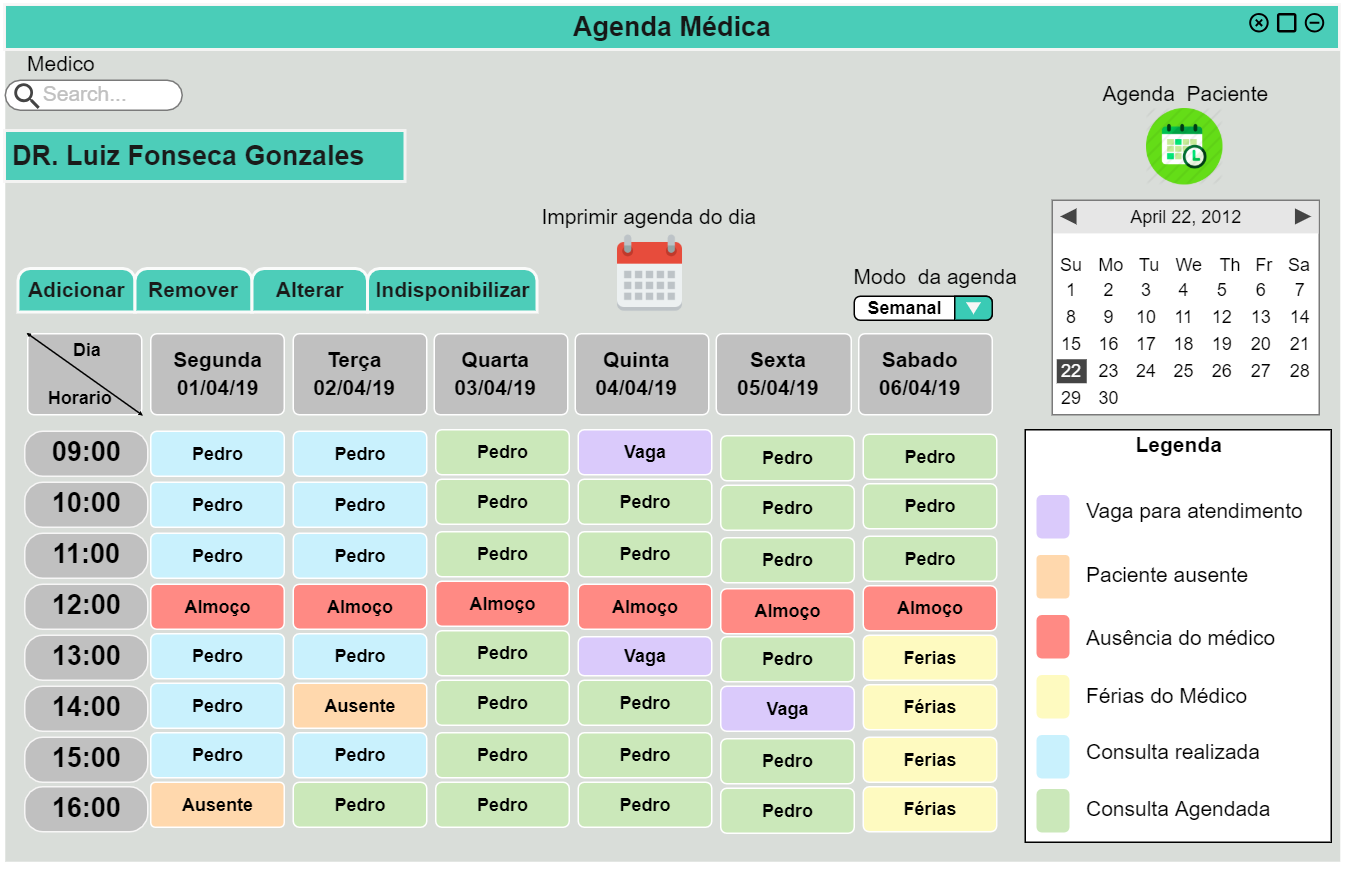 Agenda Médica
Medico
Search...
Agenda Paciente
DR. Luiz Fonseca Gonzales
Imprimir agenda do dia
April 22, 2012
Su Mo Tu We Th Fr Sa
1 2 3 4 5 6 7
8 9 10 11 12 13 14
15 16 17 18 19 20 21
22 23 24 25 26 27 28
29 30
Modo da agenda
Semanal
Adicionar Remover Alterar Indisponibilizar
Dia
Horario
Segunda Terça Quarta Quinta Sexta Sabado
01/04/19 02/04/19 03/04/19 04/04/19 05/04/19 06/04/19
09:00 Pedro Pedro Pedro Vaga Pedro Pedro
10:00 Pedro Pedro Pedro Pedro Pedro Pedro
11:00 Pedro Pedro Pedro Pedro Pedro Pedro
12:00 Almoço Almoço Almoço Almoço Almoço Almoço
13:00 Pedro Pedro Pedro Vaga Pedro Ferias
14:00 Pedro Ausente Pedro Pedro Vaga Férias
15:00 Pedro Pedro Pedro Pedro Pedro Ferias
16:00 Ausente Pedro Pedro Pedro Pedro Férias
Legenda
Vaga para atendimento
Paciente ausente
Ausência do médico
Férias do Médico
Consulta realizada
Consulta Agendada